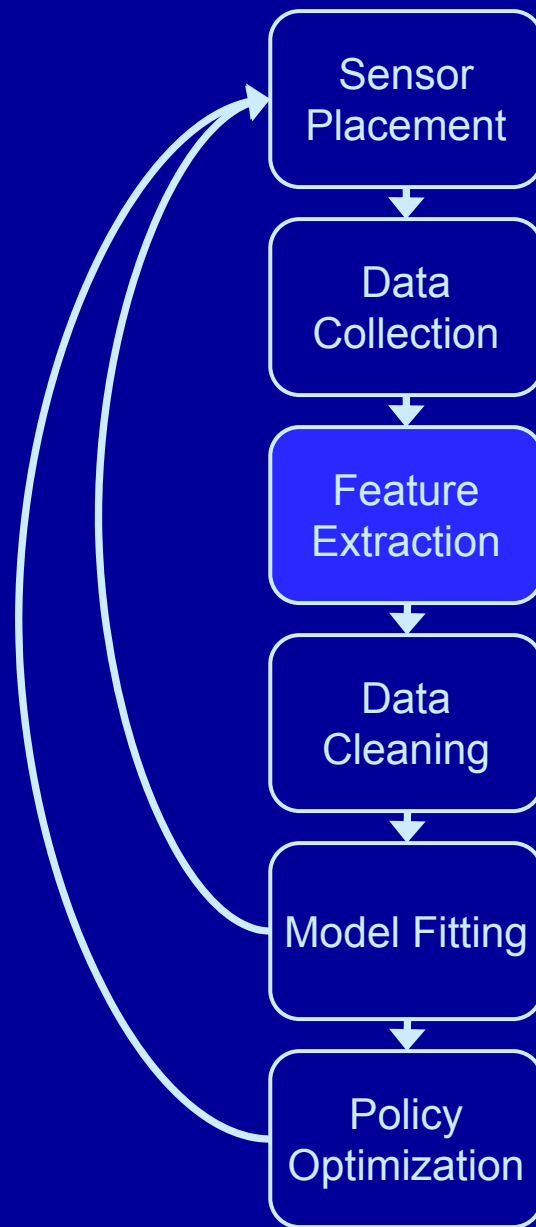 Sensor
Placement
Data
Collection
Feature
Extraction
Data
Cleaning
Model Fitting
Policy
Optimization